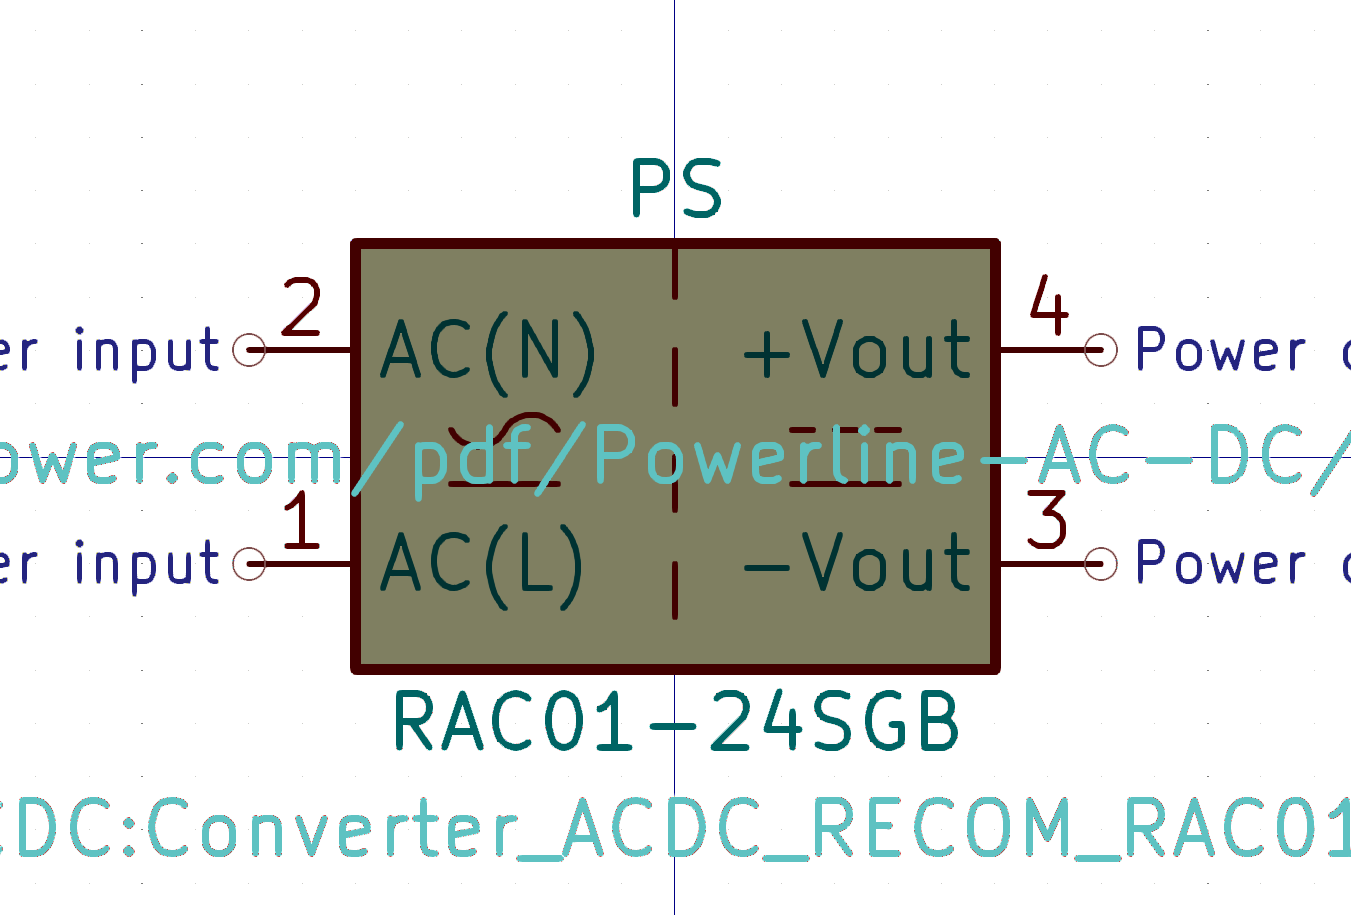 PS
2 4
er input AC(N) +Vout Power
ower.com/pdf/Powerline-AC-DC/
1 3
er input AC(L) -Vout Power
RAC01-24SGB
DC:Converter_ACDC_RECOM_RAC01